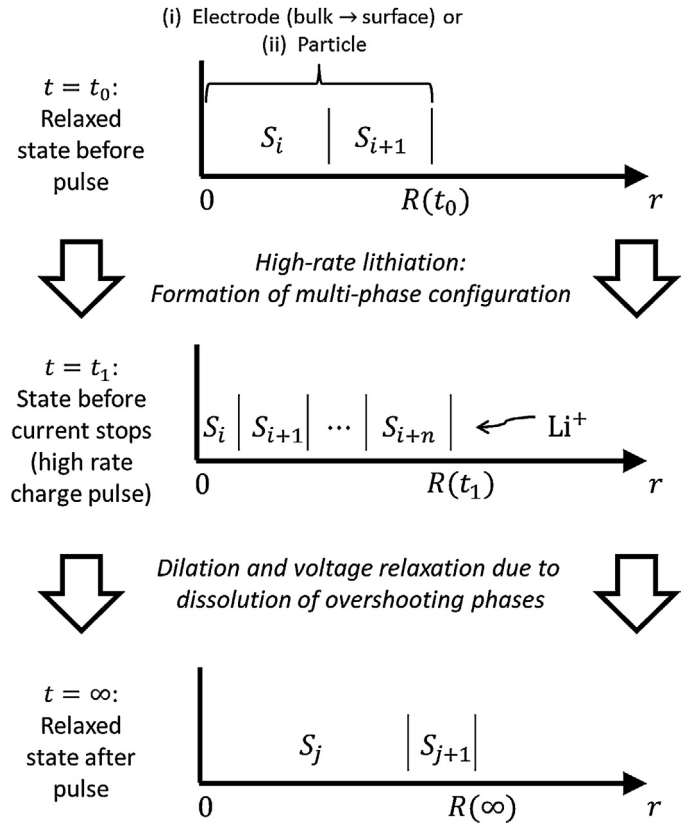 (i) Electrode (bulk → surface) or
(ii) Particle
t = t₀:
Relaxed
state before
pulse
Sᵢ
Sᵢ₊₁
0
R(t₀)
r
High-rate lithiation:
Formation of multi-phase configuration
t = t₁:
State before
current stops
(high rate
charge pulse)
Sᵢ
Sᵢ₊₁
⋯
Sᵢ₊ₙ
Li⁺
0
R(t₁)
r
Dilation and voltage relaxation due to
dissolution of overshooting phases
t = ∞:
Relaxed
state after
pulse
Sⱼ
Sⱼ₊₁
0
R(∞)
r